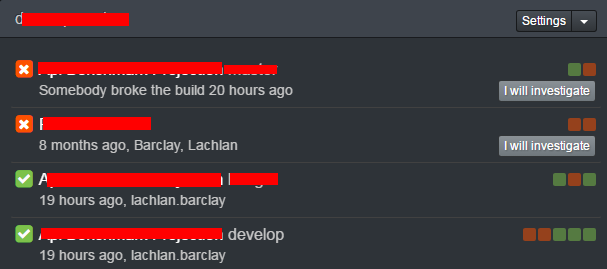 Settings
Somebody broke the build 20 hours ago
I will investigate
8 months ago, Barclay, Lachlan
I will investigate
19 hours ago, lachlan.barclay
develop
19 hours ago, lachlan.barclay